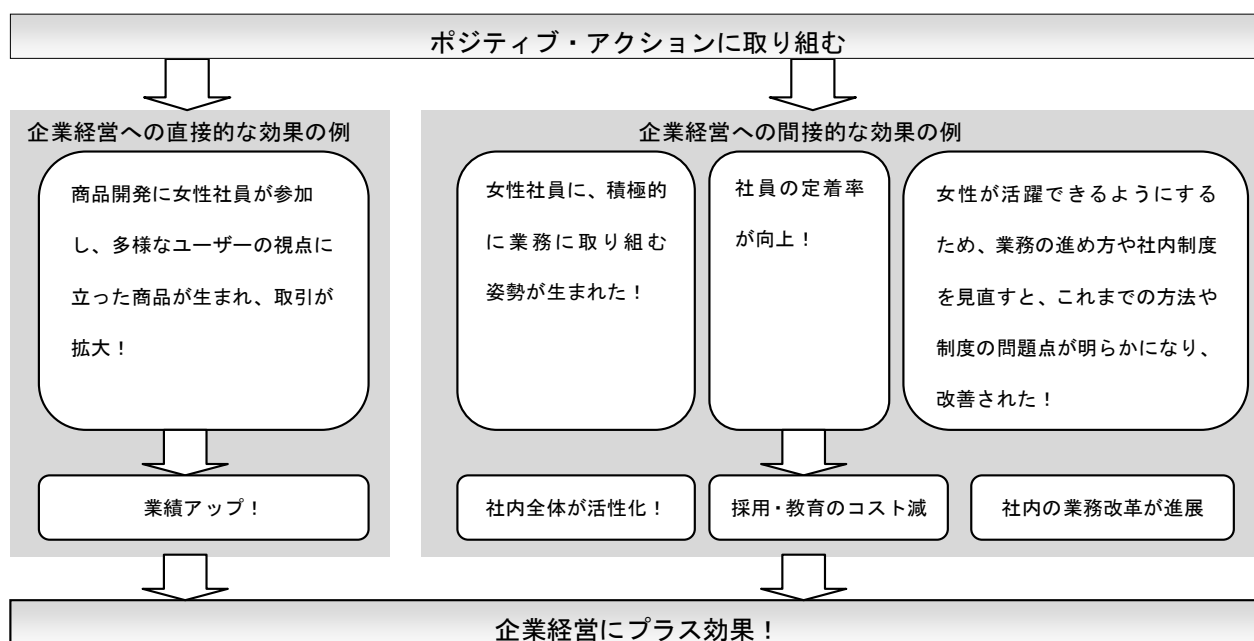 ポジティブ・アクションに取り組む
企業経営への直接的な効果の例
商品開発に女性社員が参加
し、多様なユーザーの視点に
立った商品が生まれ、取引が
拡大！
業績アップ！
企業経営への間接的な効果の例
女性社員に、積極的
に業務に取り組む
姿勢が生まれた！
社員の定着率
が向上！
女性が活躍できるようにする
ため、業務の進め方や社内制度
を見直すと、これまでの方法や
制度の問題点が明らかになり、
改善された！
社内全体が活性化！
採用・教育のコスト減
社内の業務改革が進展
企業経営にプラス効果！